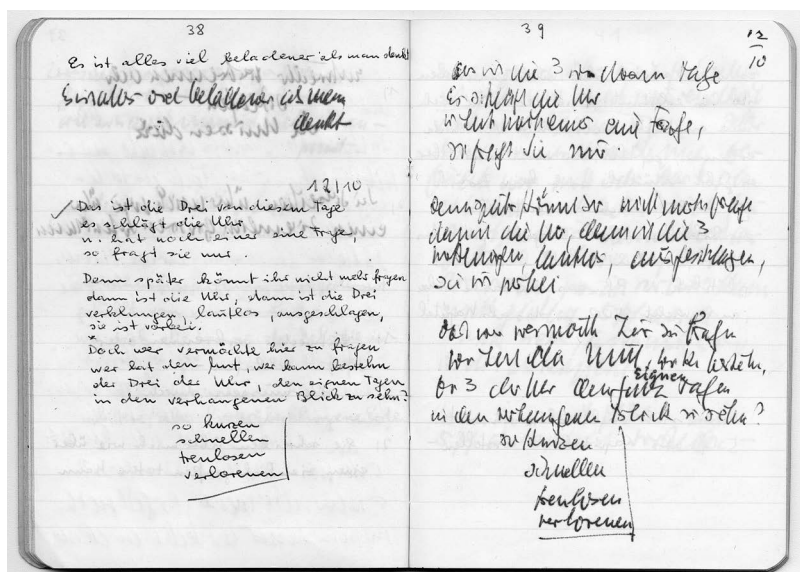 38
Es ist alles viel beladener als man denkt
Es ist alles viel beladener als man
denkt
12/10
Das ist die Drei von diesem Tage
es schlägt die Uhr
u. hat noch einer eine Frage,
so fragt sie nur.
Denn später könnt ihr nicht mehr fragen
dann ist die Uhr, dann ist die Drei
verklungen, lautlos, ausgeschlagen,
sie ist vorbei.
Doch wer vermöchte hier zu fragen
wer hat den Mut, wer kann bestehn
der Drei der Uhr, den eignen Tagen
in den verhangenen Blick zu sehn?
so kurzen
schnellen
treulosen
verlorenen
39
12/10
Das ist die 3 von diesem Tage
Es schlägt die Uhr
u hat noch einer eine Frage,
so fragt sie nur.
Denn später könnt ihr nicht mehr fragen
dann ist die Uhr, dann ist die 3
verklungen, lautlos, ausgeschlagen,
sie ist vorbei
Doch wer vermöchte hier zu fragen
wer hat den Mut, wer kann bestehn,
der 3 der Uhr den eignen Tagen
in den verhangenen Blick zu sehn?
so kurzen
schnellen
treulosen
verlorenen